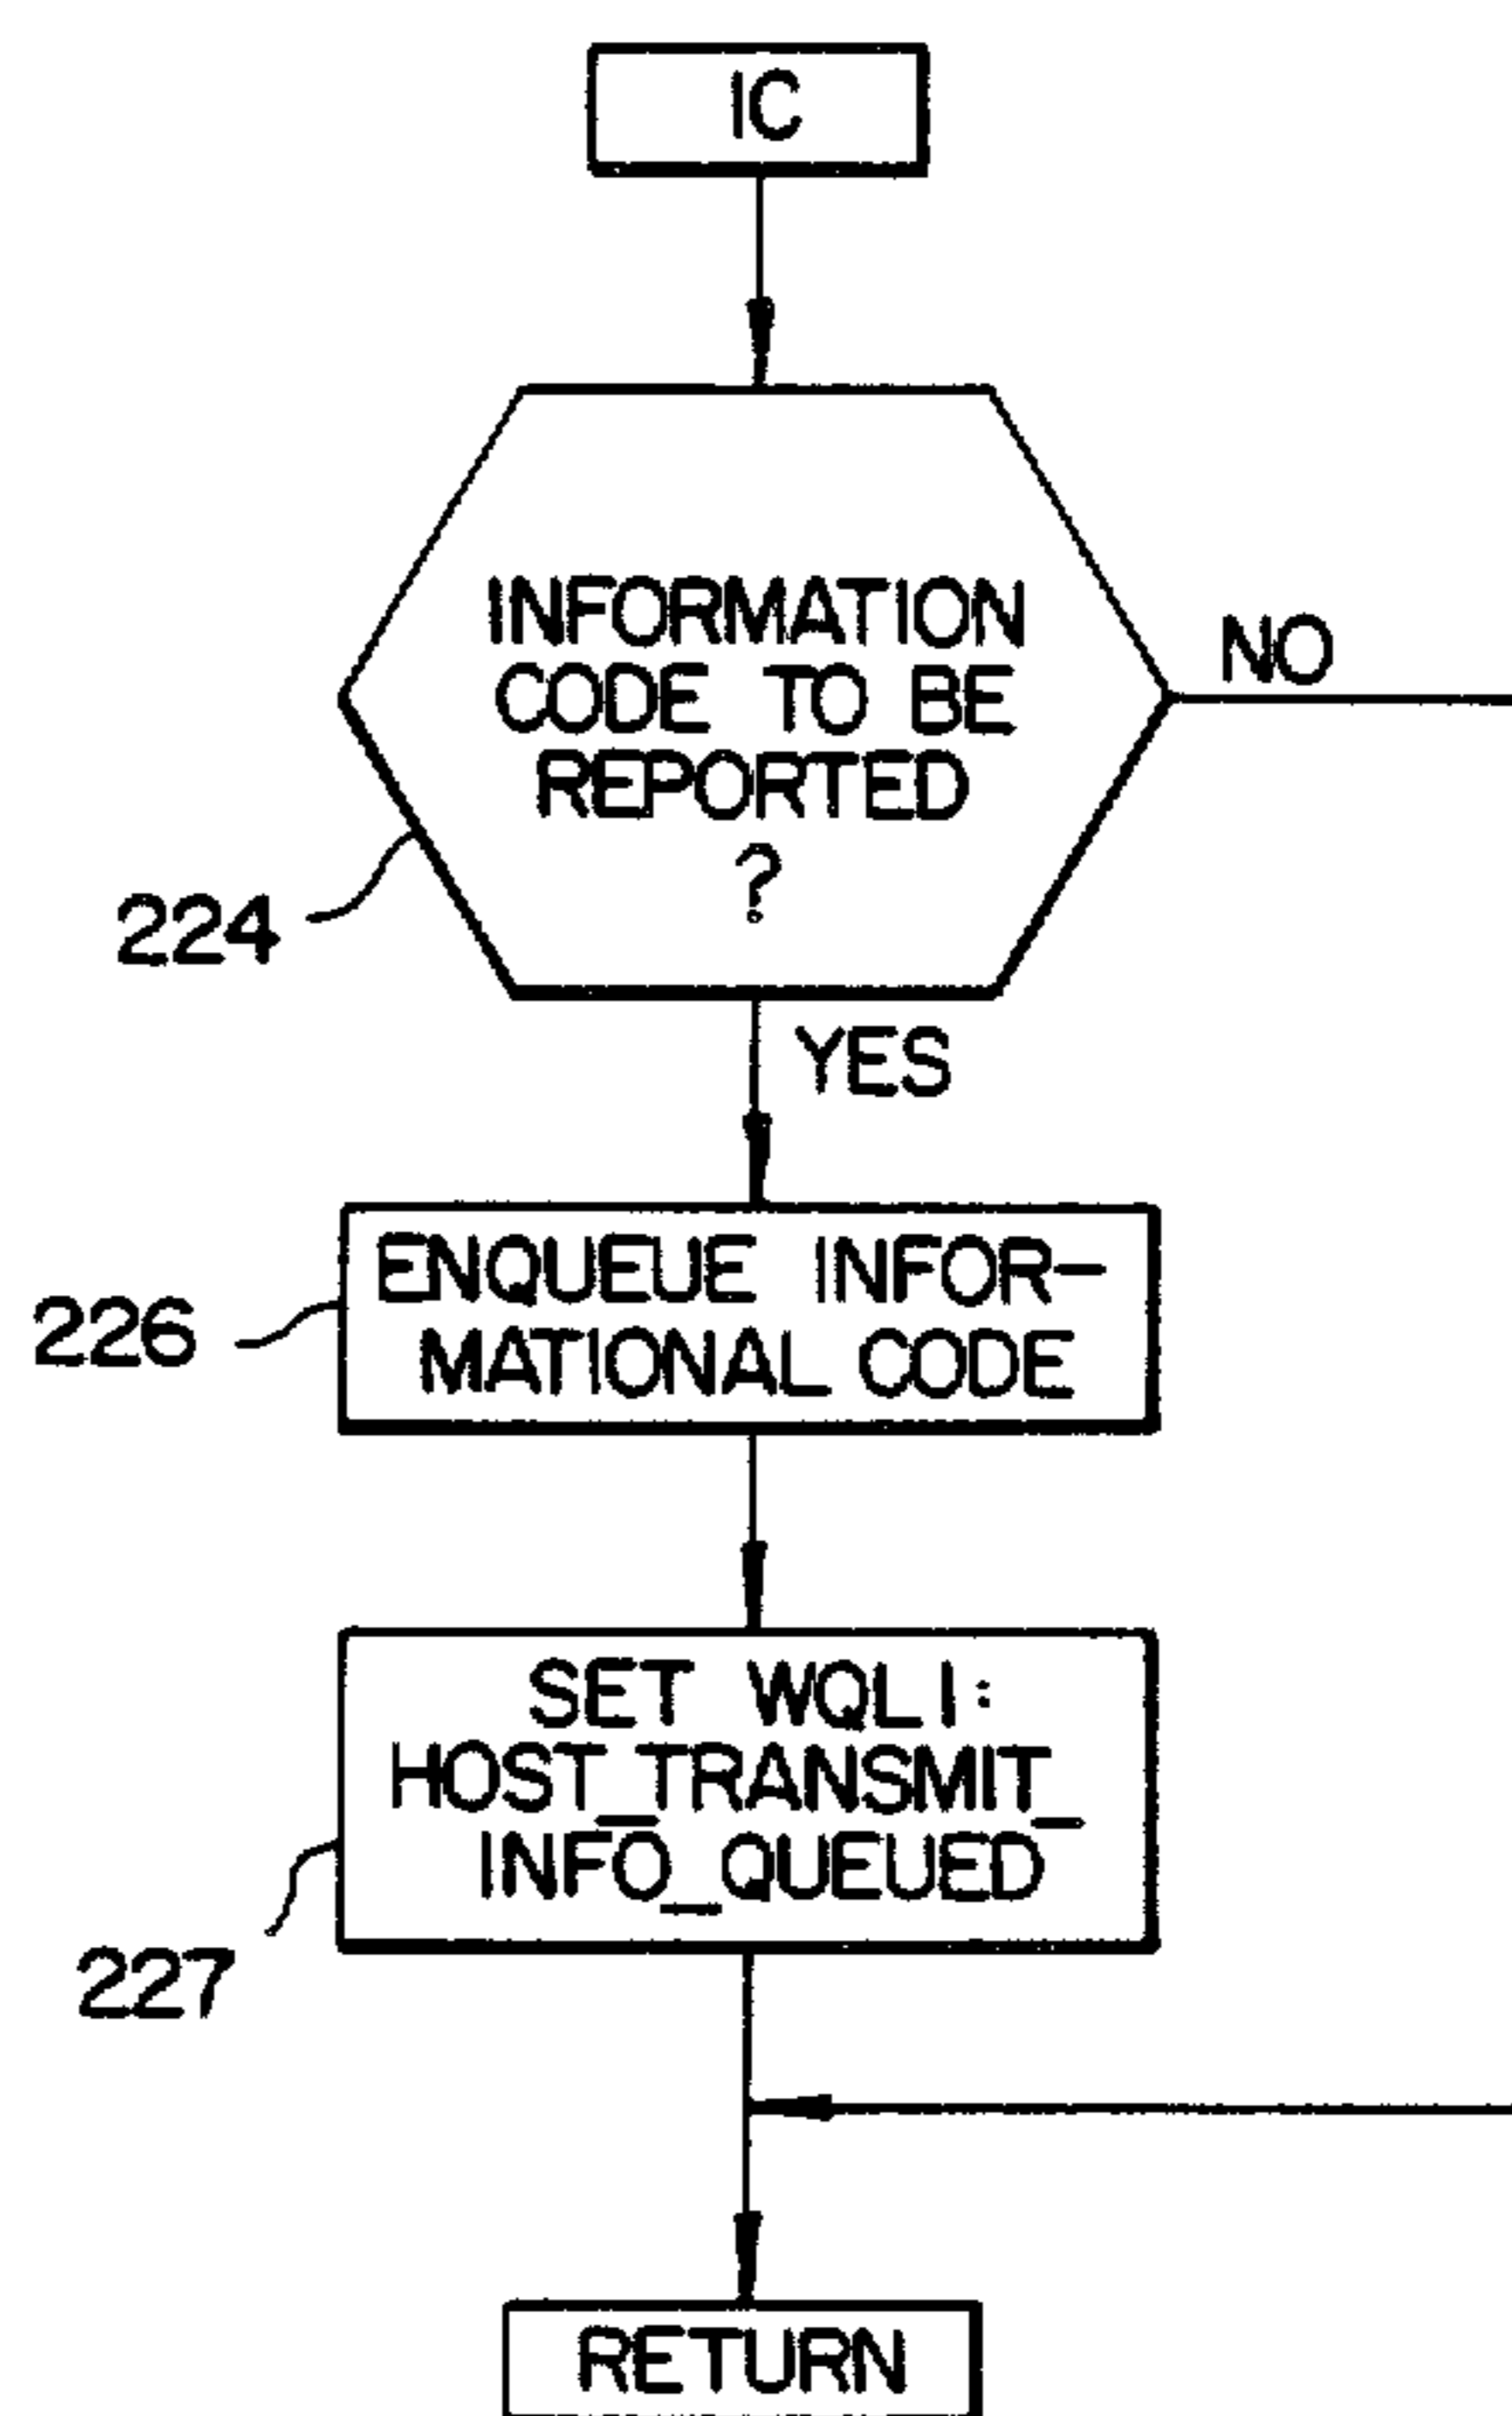 IC
INFORMATION
CODE TO BE
REPORTED
?
NO
224
YES
ENQUEUE INFOR-
MATIONAL CODE
226
SET WQL1:
HOST_TRANSMIT_
INFO_QUEUED
227
RETURN